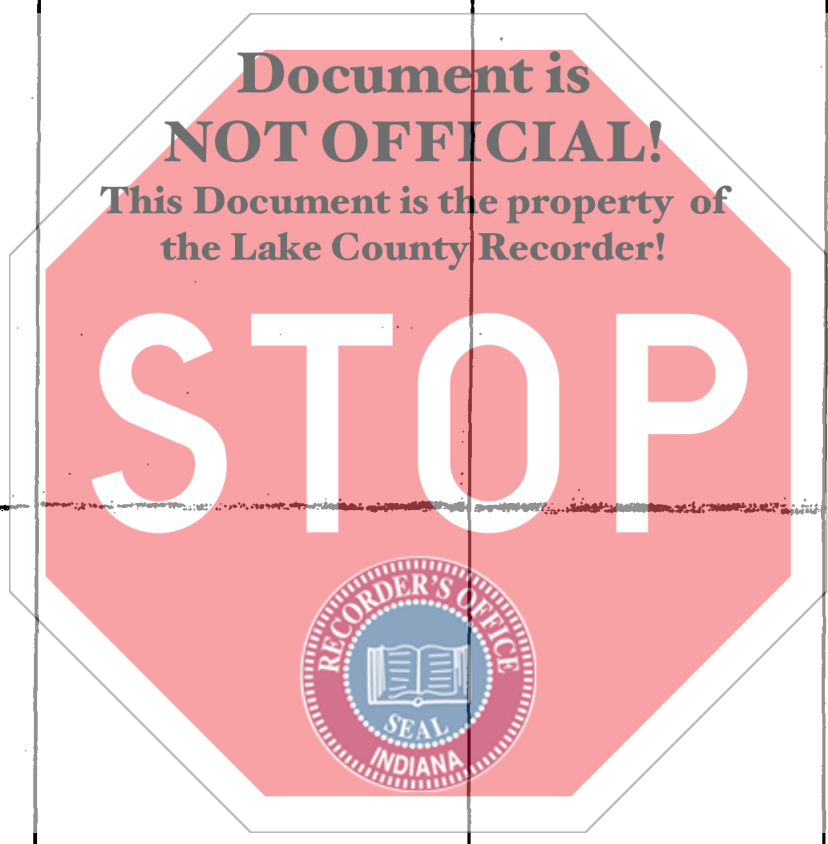 Document is
NOT OFFICIAL!
This Document is the property of
the Lake County Recorder!
STOP
RECORDER'S OFFICE
SEAL
INDIANA